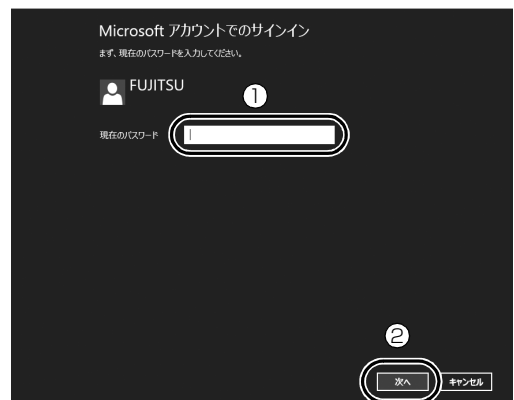 Microsoft アカウントでのサインイン
まず、現在のパスワードを入力してください。
FUJITSU
①
現在のパスワード
②
次へ
キャンセル